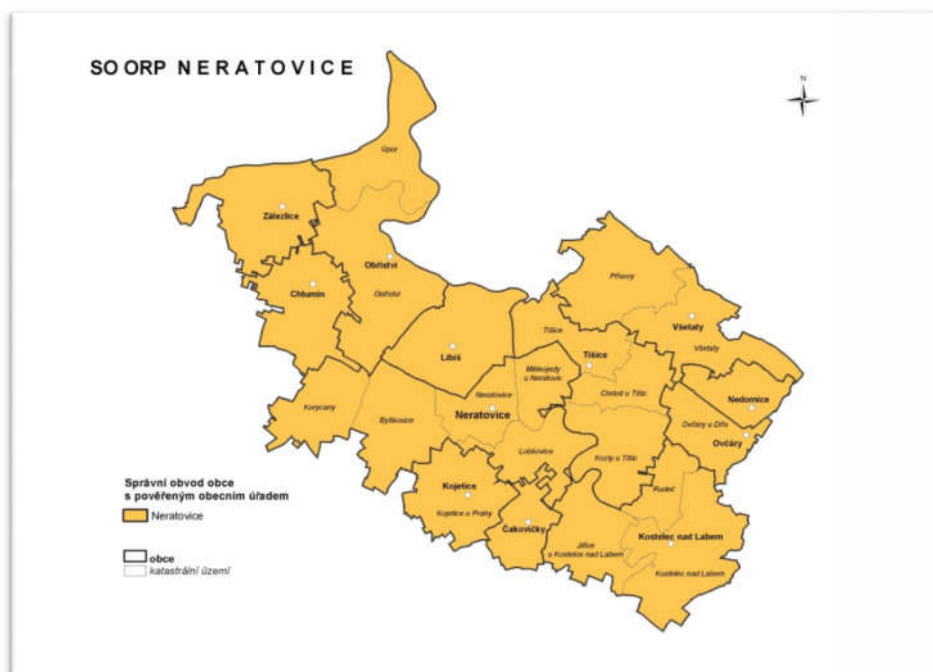 SO ORP N E R A T O V I C E
N
Úpor
Zálezlice
Obříství
Obříství
Chlumín
Přívory
Všetaty
Všetaty
Tišice
Tišice
Libiš
Mlékojedy
u Neratovic
Chrást u Tišic
Nedomice
Neratovice
Neratovice
Korycany
Byškovice
Ovčáry u Dřís
Ovčáry
Lobkovice
Kozly u Tišic
Kojetice
Kojetice u Prahy
Rudeč
Čakovičky
Jiřice
u Kostelce nad Labem
Kostelec nad Labem
Kostelec nad Labem
Správní obvod obce
s pověřeným obecním úřadem
Neratovice
obce
katastrální území